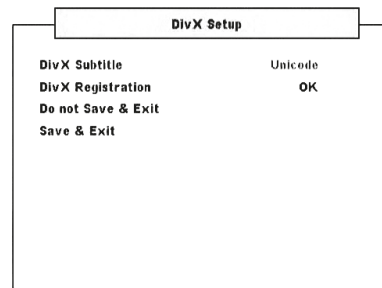 DivX Setup
DivX Subtitle Unicode
DivX Registration OK
Do not Save & Exit
Save & Exit